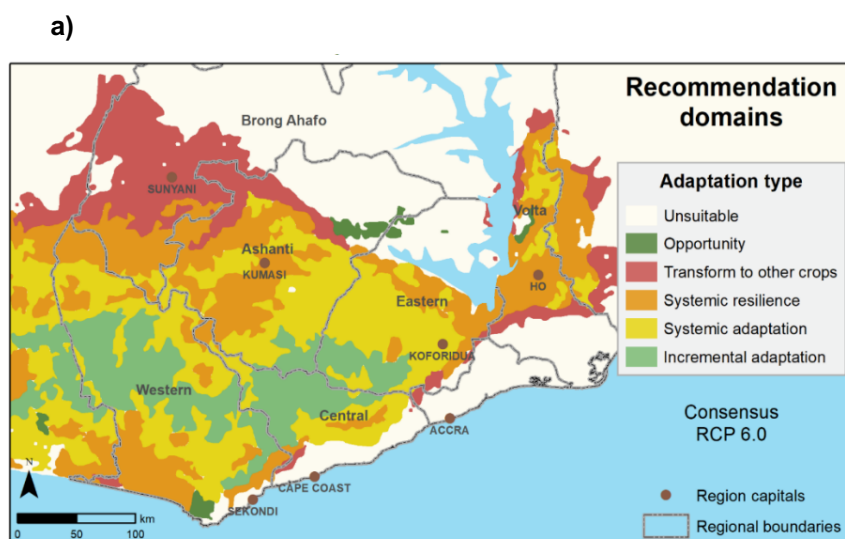 a)
Recommendation
domains
Adaptation type
Unsuitable
Opportunity
Transform to other crops
Systemic resilience
Systemic adaptation
Incremental adaptation
Consensus
RCP 6.0
Region capitals
Regional boundaries
Brong Ahafo
SUNYANI
Volta
Ashanti
KUMASI
HO
Eastern
KOFORIDUA
Western
Central
ACCRA
CAPE COAST
SEKONDI
N
km
0 50 100